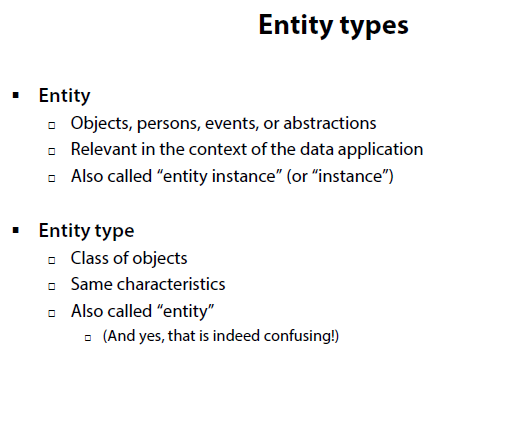 Entity types
Entity
Objects, persons, events, or abstractions
Relevant in the context of the data application
Also called “entity instance” (or “instance”)
Entity type
Class of objects
Same characteristics
Also called “entity”
(And yes, that is indeed confusing!)